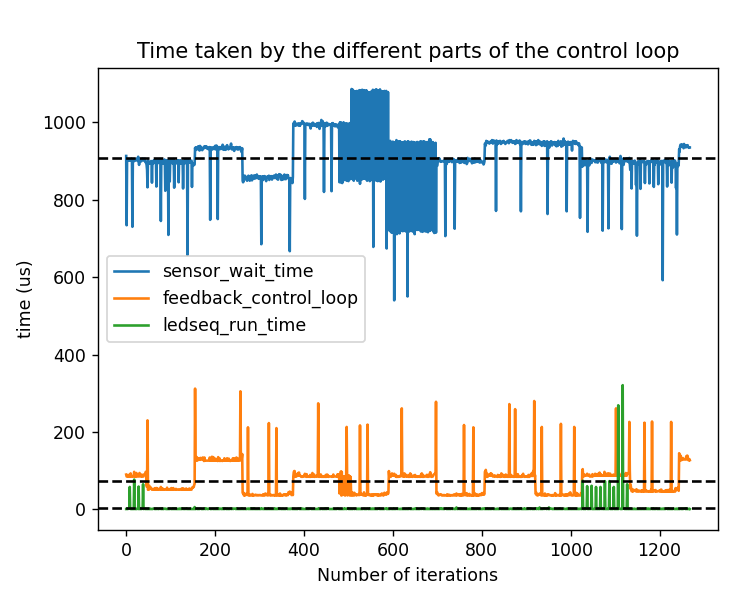 Time taken by the different parts of the control loop
1000
800
600
400
200
0
time (us)
sensor_wait_time
feedback_control_loop
ledseq_run_time
0 200 400 600 800 1000 1200
Number of iterations